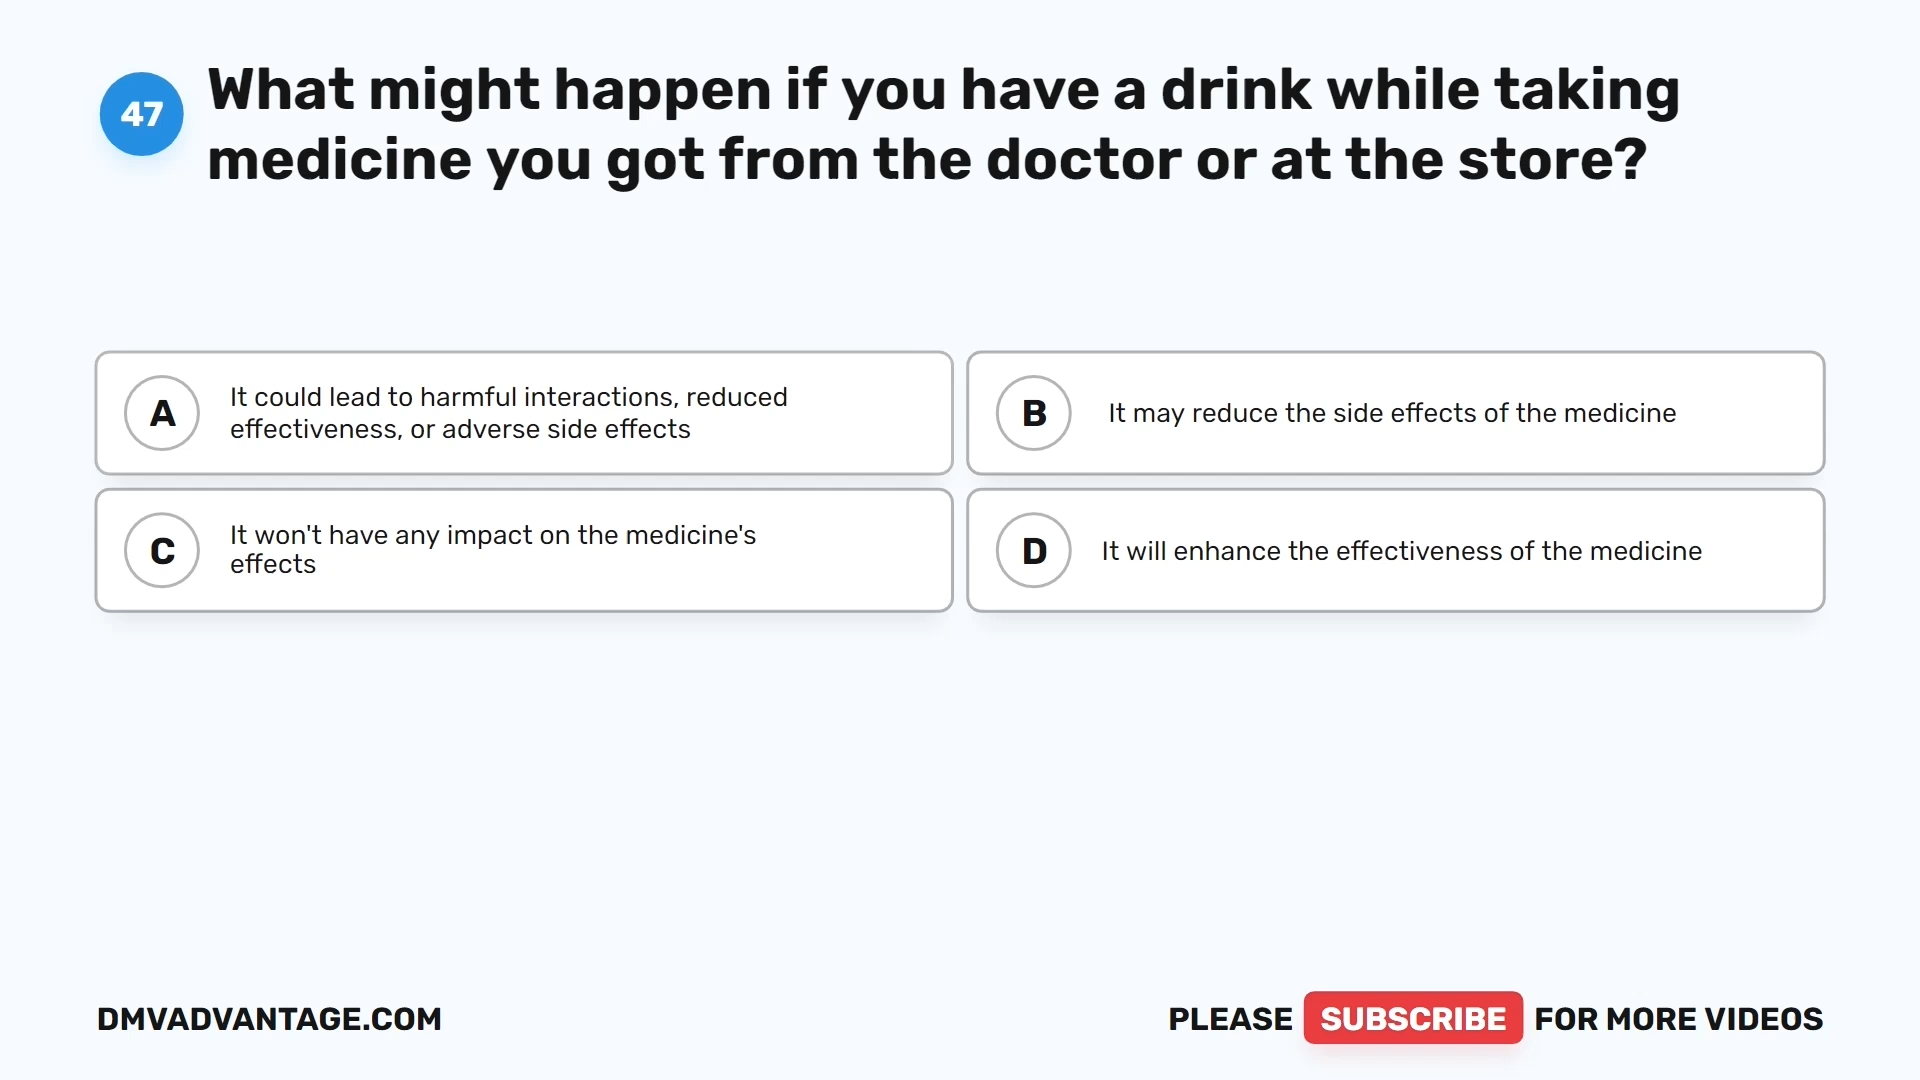 47
What might happen if you have a drink while taking
medicine you got from the doctor or at the store?
A
It could lead to harmful interactions, reduced
effectiveness, or adverse side effects
B
It may reduce the side effects of the medicine
C
It won't have any impact on the medicine's
effects
D
It will enhance the effectiveness of the medicine
DMVADVANTAGE.COM
PLEASE SUBSCRIBE FOR MORE VIDEOS